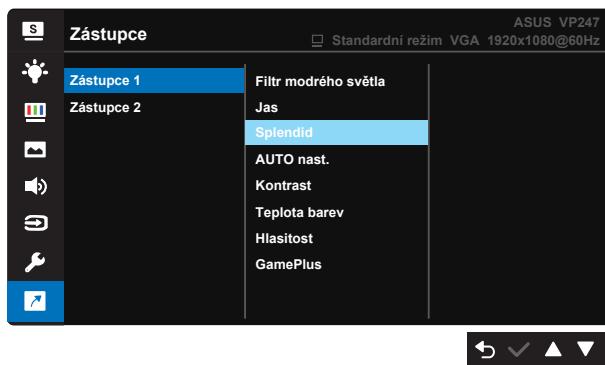 S
Zástupce
ASUS VP247
Standardní režim VGA 1920x1080@60Hz
Zástupce 1
Zástupce 2
Filtr modrého světla
Jas
Splendid
AUTO nast.
Kontrast
Teplota barev
Hlasitost
GamePlus